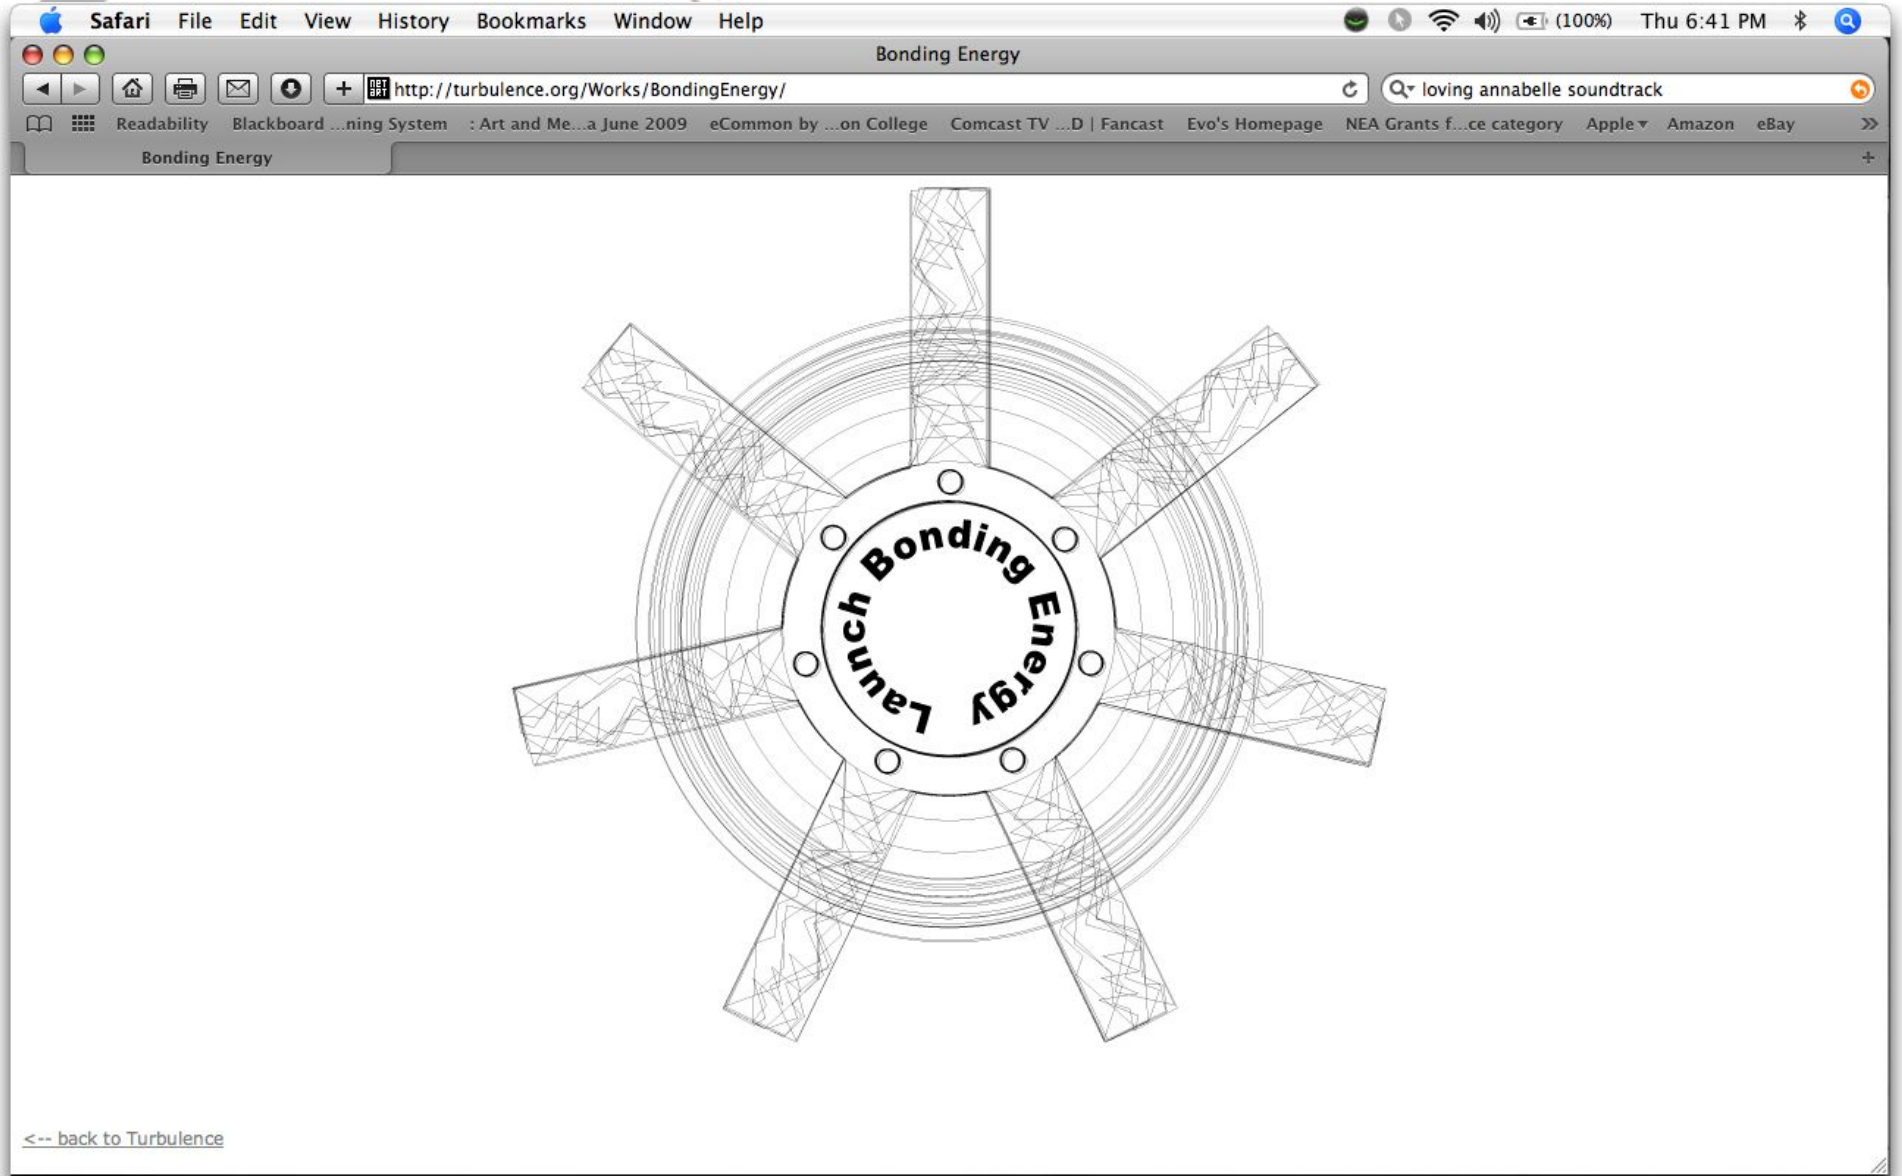 Safari File Edit View History Bookmarks Window Help (100%) Thu 6:41 PM
Bonding Energy
NET ART http://turbulence.org/Works/BondingEnergy/ loving annabelle soundtrack
Readability Blackboard ...ning System : Art and Me...a June 2009 eCommon by ...on College Comcast TV ...D | Fancast Evo's Homepage NEA Grants f...ce category Apple Amazon eBay
Bonding Energy
Launch Bonding Energy
<-- back to Turbulence